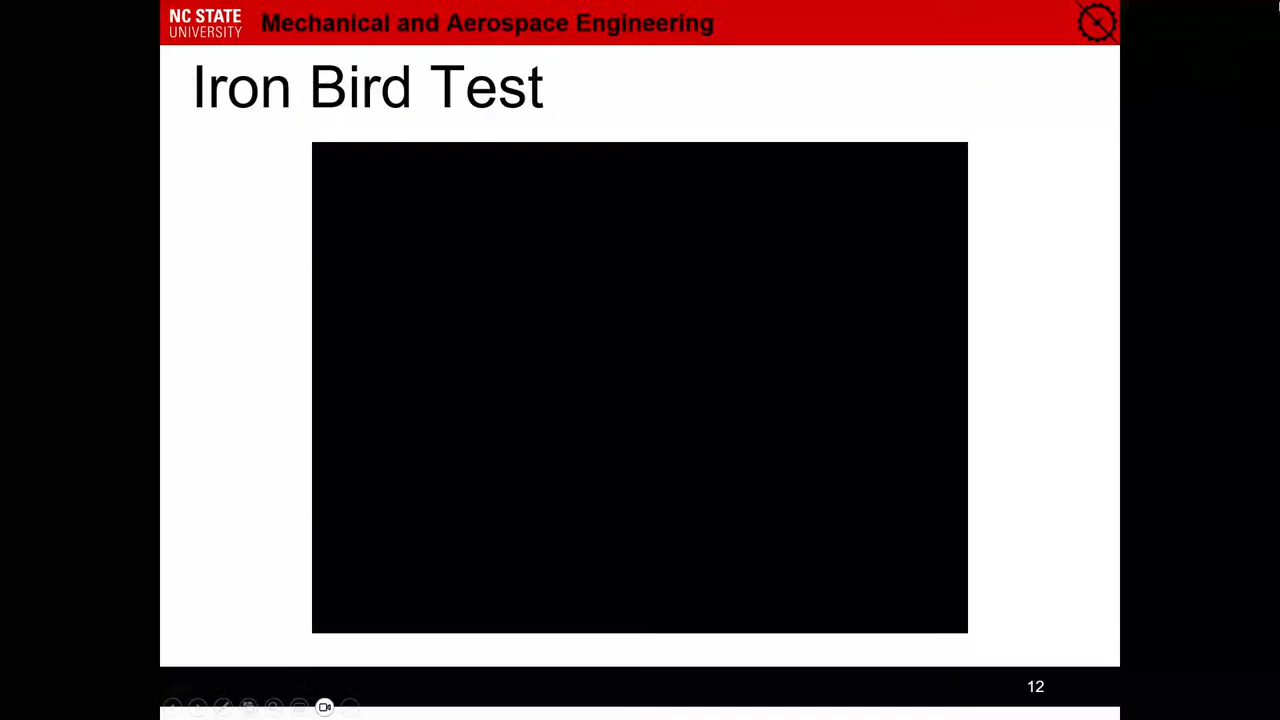 NC STATE
UNIVERSITY
Mechanical and Aerospace Engineering
Iron Bird Test
12